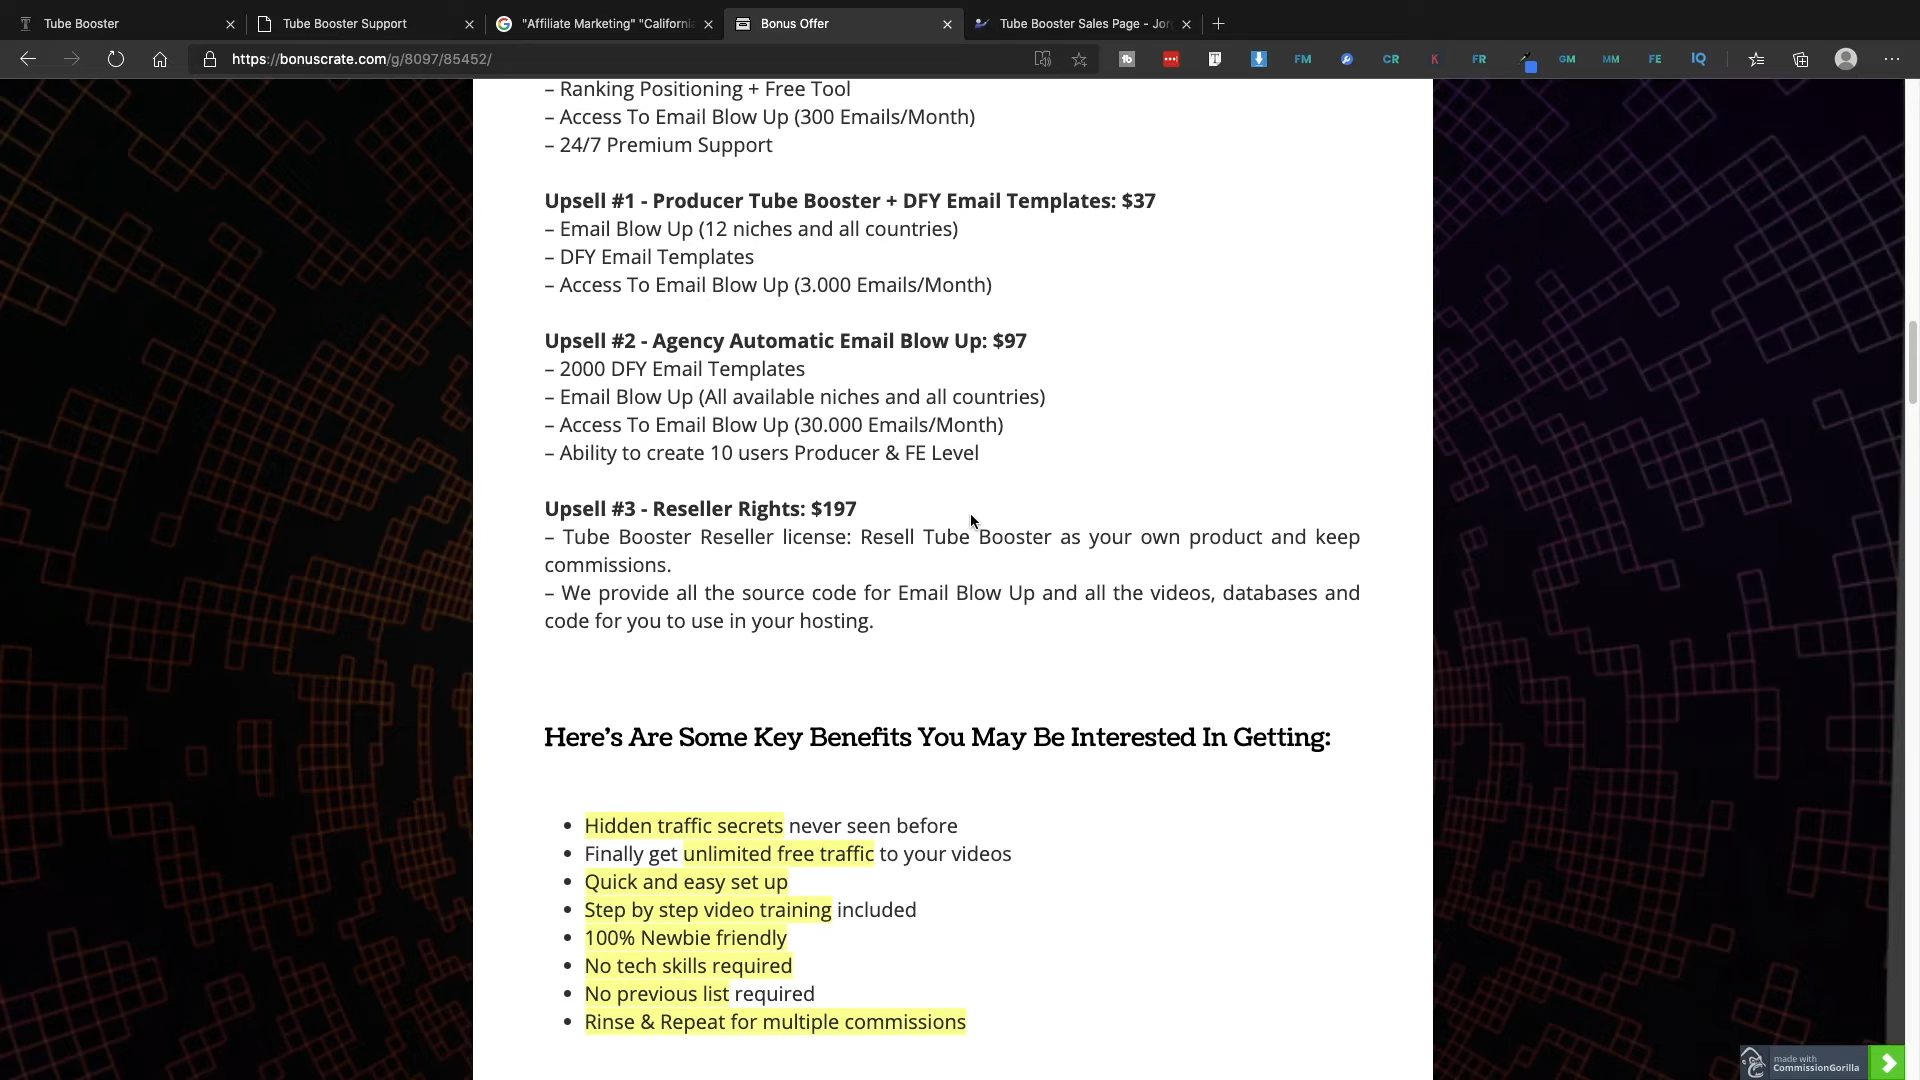 Tube Booster
Tube Booster Support
"Affiliate Marketing" "Californi
Bonus Offer
Tube Booster Sales Page - Jor
https://bonuscrate.com/g/8097/85452/
FM
CR
K
FR
GM
MM
FE
IQ
– Ranking Positioning + Free Tool
– Access To Email Blow Up (300 Emails/Month)
– 24/7 Premium Support
Upsell #1 - Producer Tube Booster + DFY Email Templates: $37
– Email Blow Up (12 niches and all countries)
– DFY Email Templates
– Access To Email Blow Up (3.000 Emails/Month)
Upsell #2 - Agency Automatic Email Blow Up: $97
– 2000 DFY Email Templates
– Email Blow Up (All available niches and all countries)
– Access To Email Blow Up (30.000 Emails/Month)
– Ability to create 10 users Producer & FE Level
Upsell #3 - Reseller Rights: $197
– Tube Booster Reseller license: Resell Tube Booster as your own product and keep
commissions.
– We provide all the source code for Email Blow Up and all the videos, databases and
code for you to use in your hosting.
Here’s Are Some Key Benefits You May Be Interested In Getting:
• Hidden traffic secrets never seen before
• Finally get unlimited free traffic to your videos
• Quick and easy set up
• Step by step video training included
• 100% Newbie friendly
• No tech skills required
• No previous list required
• Rinse & Repeat for multiple commissions
made with
CommissionGorilla